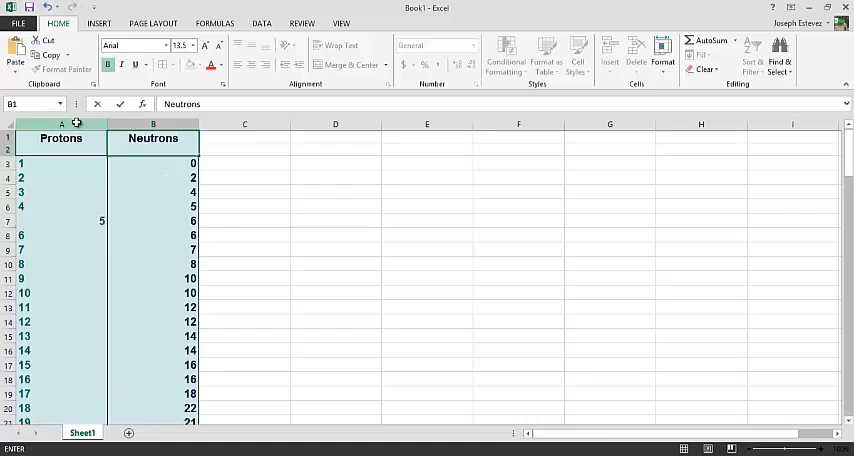 Book1 - Excel
FILE HOME INSERT PAGE LAYOUT FORMULAS DATA REVIEW VIEW Joseph Estevez
Paste Cut Copy Format Painter Clipboard
Arial 13.5 A A B I U A Font
Wrap Text Merge & Center Alignment
General $ % , Number
Conditional Formatting Format as Table Cell Styles Styles
Insert Delete Format Cells
AutoSum Fill Clear Sort & Filter Find & Select Editing
B1 fx Neutrons
A B C D E F G H I
1 Protons Neutrons
2
3 1 0
4 2 2
5 3 4
6 4 5
7 5 6
8 6 6
9 7 7
10 8 8
11 9 10
12 10 10
13 11 12
14 12 12
15 13 14
16 14 14
17 15 16
18 16 16
19 17 18
20 18 22
21 19 21
Sheet1
ENTER 100%